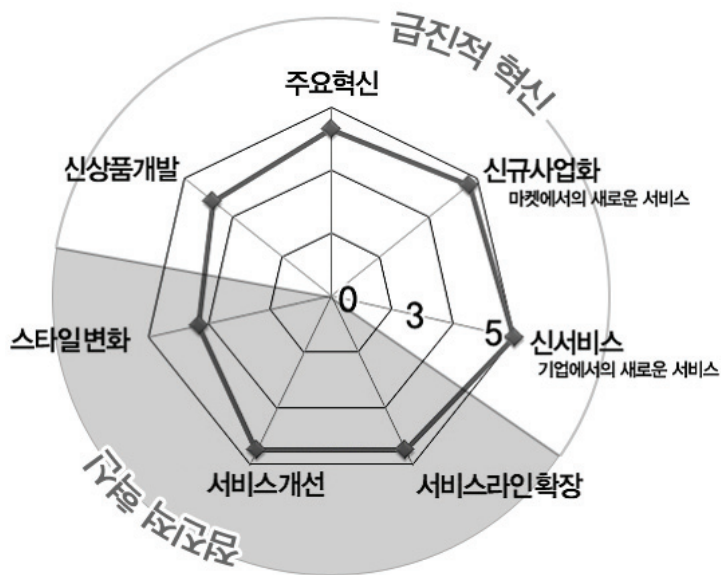 급진적 혁신
주요혁신
신상품개발
신규사업화
마켓에서의 새로운 서비스
0
3
5
스타일변화
신서비스
기업에서의 새로운 서비스
서비스개선
서비스라인확장
점진적 혁신